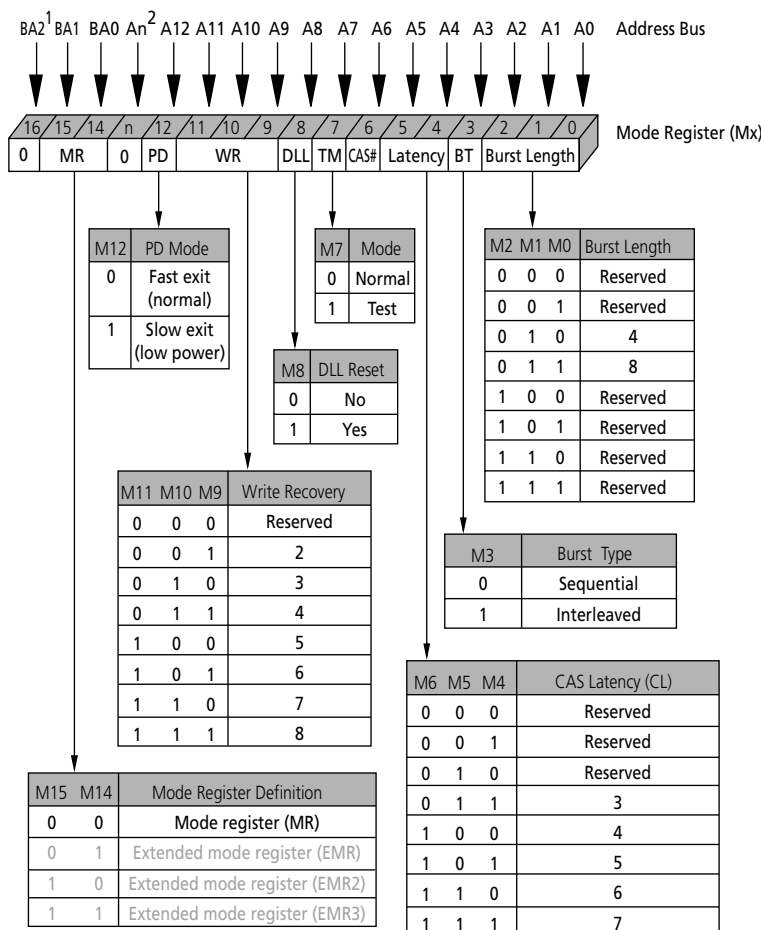 BA2¹ BA1 BA0 An² A12 A11 A10 A9 A8 A7 A6 A5 A4 A3 A2 A1 A0 Address Bus
16 15 14 n 12 11 10 9 8 7 6 5 4 3 2 1 0
Mode Register (Mx)
0 MR 0 PD WR DLL TM CAS# Latency BT Burst Length
M12 PD Mode
0 Fast exit
(normal)
1 Slow exit
(low power)
M7 Mode
0 Normal
1 Test
M2 M1 M0 Burst Length
0 0 0 Reserved
0 0 1 Reserved
0 1 0 4
0 1 1 8
1 0 0 Reserved
1 0 1 Reserved
1 1 0 Reserved
1 1 1 Reserved
M8 DLL Reset
0 No
1 Yes
M11 M10 M9 Write Recovery
0 0 0 Reserved
0 0 1 2
0 1 0 3
0 1 1 4
1 0 0 5
1 0 1 6
1 1 0 7
1 1 1 8
M3 Burst Type
0 Sequential
1 Interleaved
M6 M5 M4 CAS Latency (CL)
0 0 0 Reserved
0 0 1 Reserved
0 1 0 Reserved
0 1 1 3
1 0 0 4
1 0 1 5
1 1 0 6
1 1 1 7
M15 M14 Mode Register Definition
0 0 Mode register (MR)
0 1 Extended mode register (EMR)
1 0 Extended mode register (EMR2)
1 1 Extended mode register (EMR3)